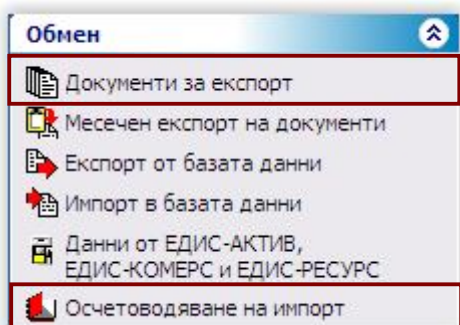 Обмен
Документи за експорт
Месечен експорт на документи
Експорт от базата данни
Импорт в базата данни
Данни от ЕДИС-АКТИВ,
ЕДИС-КОМЕРС и ЕДИС-РЕСУРС
Осчетоводяване на импорт